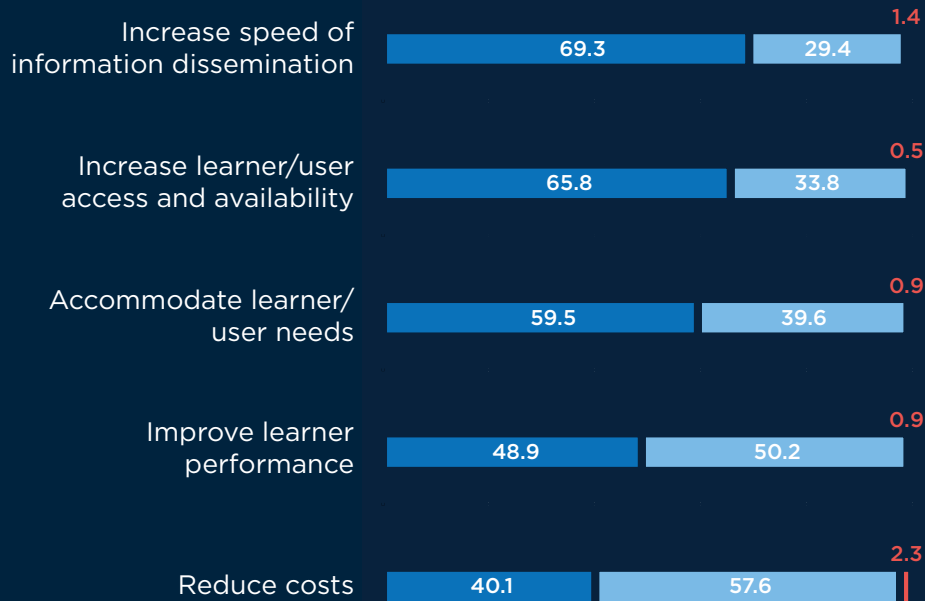 1.4
Increase speed of
information dissemination
69.3 29.4
0.5
Increase learner/user
access and availability
65.8 33.8
0.9
Accommodate learner/
user needs
59.5 39.6
0.9
Improve learner
performance
48.9 50.2
2.3
Reduce costs 40.1 57.6